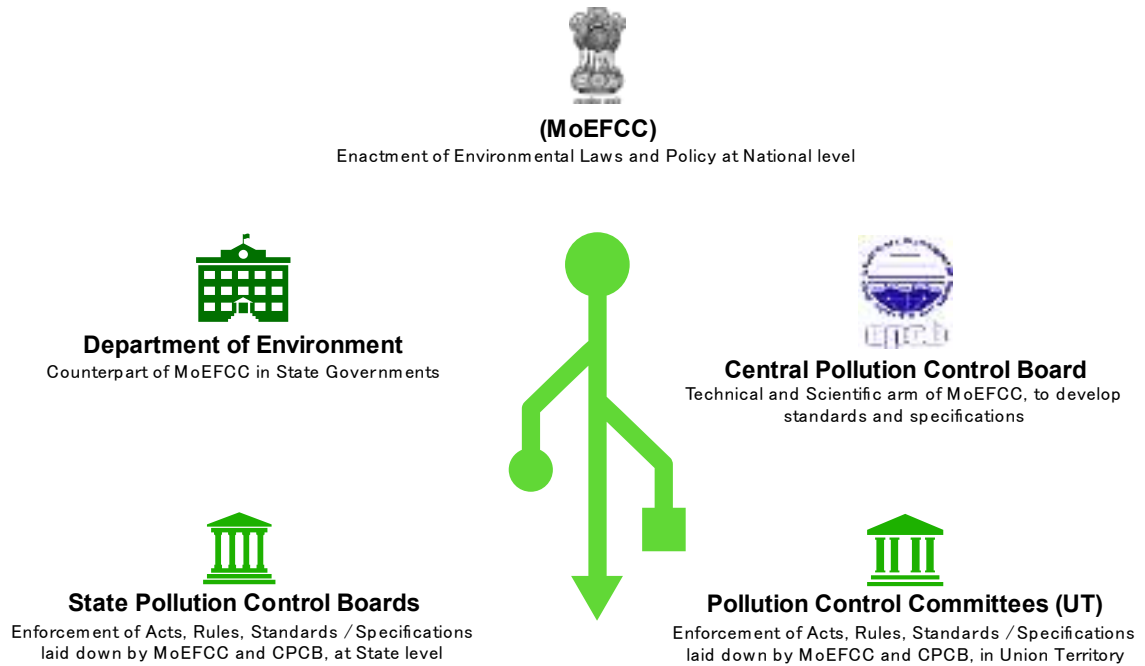 (MoEFCC)
Enactment of Environmental Laws and Policy at National level
Department of Environment
Counterpart of MoEFCC in State Governments
cpcb
Central Pollution Control Board
Technical and Scientific arm of MoEFCC, to develop
standards and specifications
State Pollution Control Boards
Enforcement of Acts, Rules, Standards /Specifications
laid down by MoEFCC and CPCB, at State level
Pollution Control Committees (UT)
Enforcement of Acts, Rules, Standards /Specifications
laid down by MoEFCC and CPCB, in Union Territory